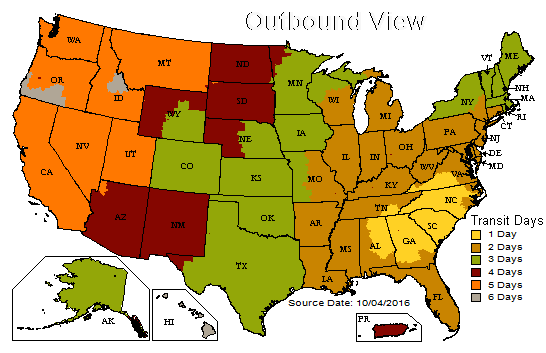 Outbound View
WA
MT
ND
MN
VT
ME
OR
ID
SD
WI
NY
NH
MA
WY
MI
RI
CT
IA
PA
NJ
NE
NV
UT
IL
IN
OH
DE
MD
CO
WV
VA
CA
KS
MO
KY
NC
TN
OK
AR
SC
AZ
NM
MS
AL
GA
TX
LA
FL
Transit Days
1 Day
2 Days
3 Days
4 Days
5 Days
6 Days
Source Date: 10/04/2016
AK
HI
PR